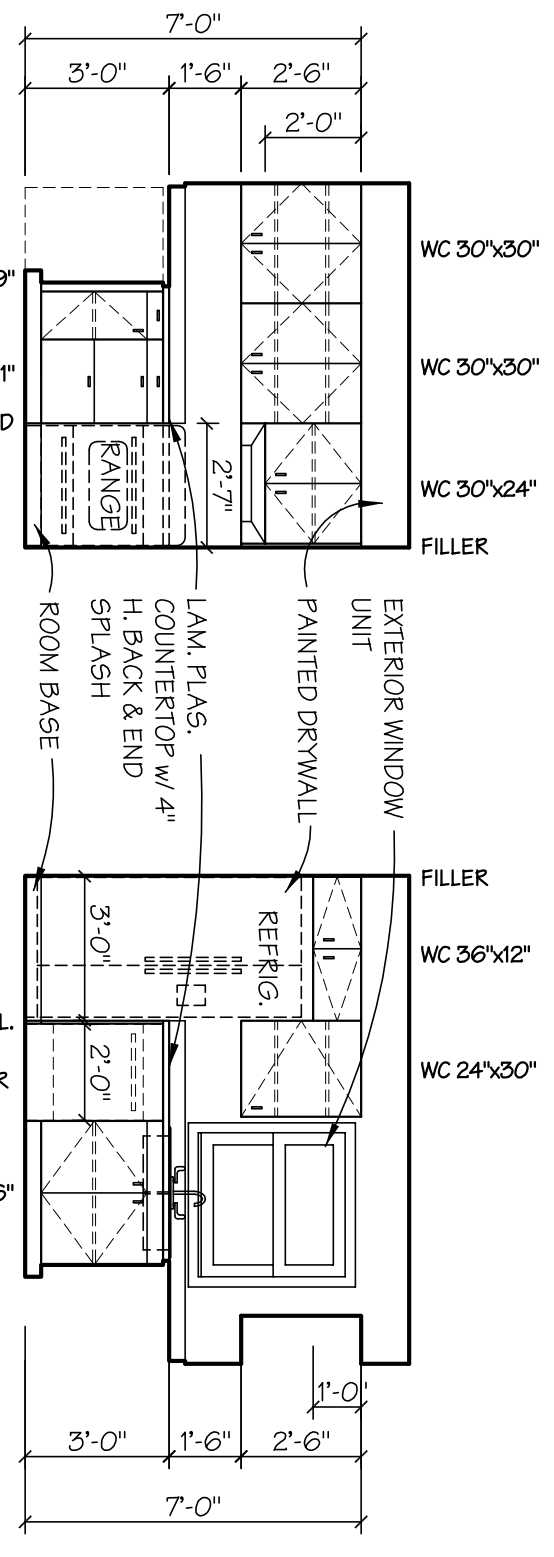 7'-0"
3'-0"
1'-6"
2'-6"
2'-0"
WC 30"x30"
9"
WC 30"x30"
1"
D
RANGE
2'-7"
WC 30"x24"
FILLER
EXTERIOR WINDOW
UNIT
PAINTED DRYWALL
LAM. PLAS.
COUNTERTOP w/ 4"
H. BACK & END
SPLASH
ROOM BASE
FILLER
3'-0"
REFRIG.
WC 36"x12"
L.
2'-0"
R
WC 24"x30"
6"
1'-0"
3'-0"
1'-6"
2'-6"
7'-0"